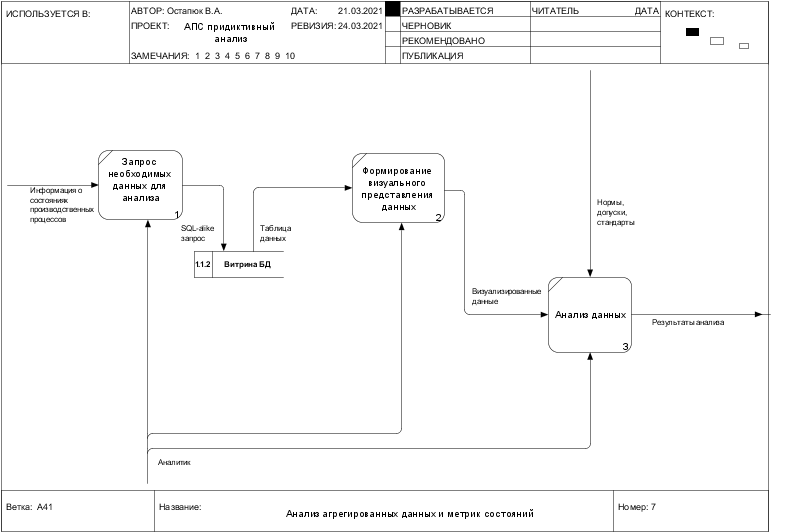 ИСПОЛЬЗУЕТСЯ В:
АВТОР: Остапюк В.А.
ДАТА: 21.03.2021
ПРОЕКТ: АПС придиктивный
анализ
РЕВИЗИЯ: 24.03.2021
ЗАМЕЧАНИЯ: 1 2 3 4 5 6 7 8 9 10
РАЗРАБАТЫВАЕТСЯ
ЧЕРНОВИК
РЕКОМЕНДОВАНО
ПУБЛИКАЦИЯ
ЧИТАТЕЛЬ ДАТА
КОНТЕКСТ:
Запрос
необходимых
данных для
анализа
1
Информация о
состояниях
производственных
процессов
SQL-alike
запрос
Таблица
данных
1.1.2 Витрина БД
Формирование
визуального
представления
данных
2
Нормы,
допуски,
стандарты
Визуализированные
данные
Анализ данных
3
Результаты анализа
Аналитик
Ветка: A41
Название:
Анализ агрегированных данных и метрик состояний
Номер: 7